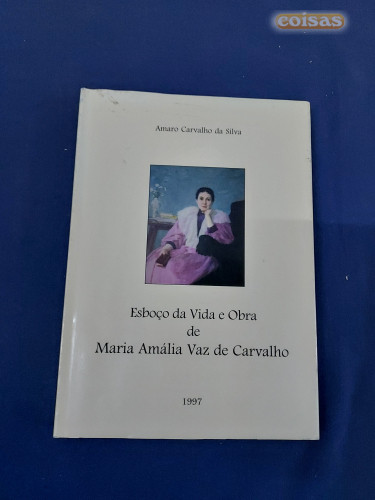 coisas
Amaro Carvalho da Silva
Esboço da Vida e Obra
de
Maria Amália Vaz de Carvalho
1997